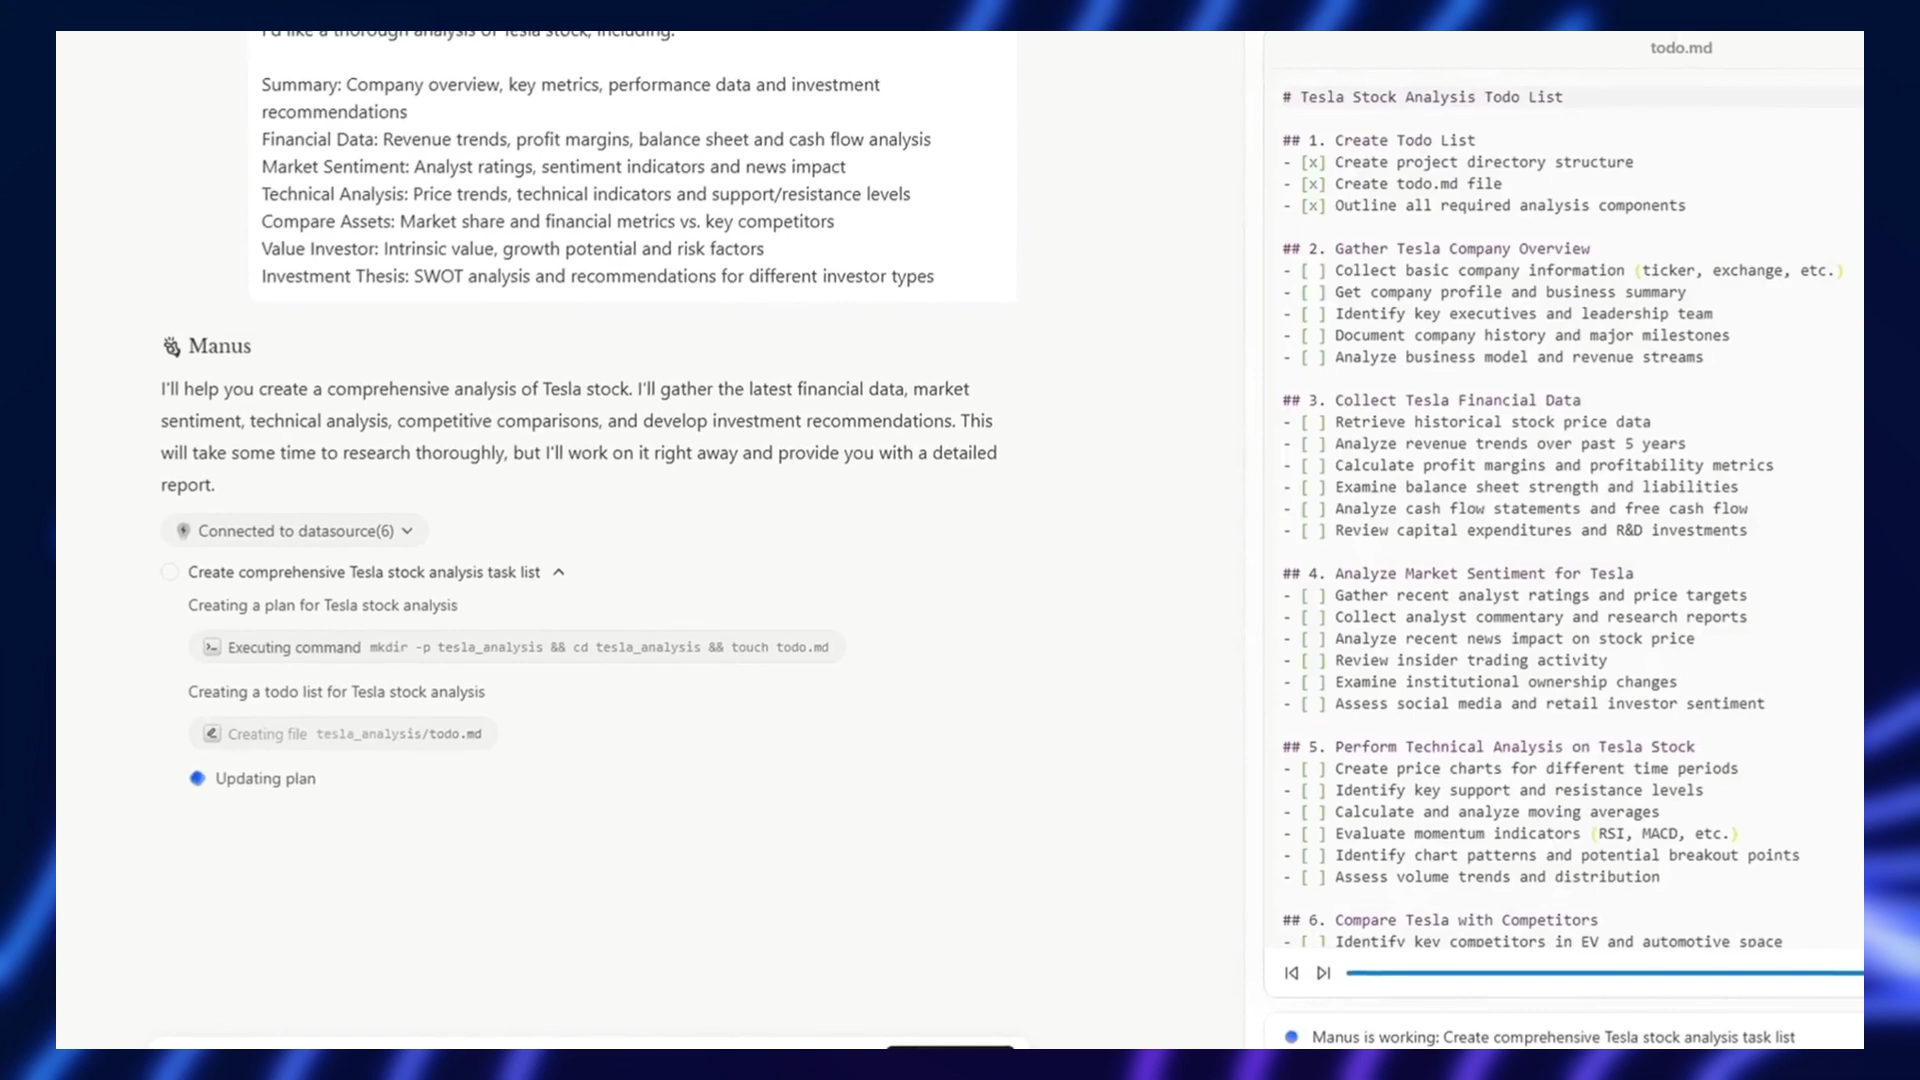 I'd like a thorough analysis of Tesla stock, including:
Summary: Company overview, key metrics, performance data and investment
recommendations
Financial Data: Revenue trends, profit margins, balance sheet and cash flow analysis
Market Sentiment: Analyst ratings, sentiment indicators and news impact
Technical Analysis: Price trends, technical indicators and support/resistance levels
Compare Assets: Market share and financial metrics vs. key competitors
Value Investor: Intrinsic value, growth potential and risk factors
Investment Thesis: SWOT analysis and recommendations for different investor types
Manus
I'll help you create a comprehensive analysis of Tesla stock. I'll gather the latest financial data, market
sentiment, technical analysis, competitive comparisons, and develop investment recommendations. This
will take some time to research thoroughly, but I'll work on it right away and provide you with a detailed
report.
Connected to datasource(6)
Create comprehensive Tesla stock analysis task list
Creating a plan for Tesla stock analysis
Executing command mkdir -p tesla_analysis && cd tesla_analysis && touch todo.md
Creating a todo list for Tesla stock analysis
Creating file tesla_analysis/todo.md
Updating plan
todo.md
# Tesla Stock Analysis Todo List
## 1. Create Todo List
- [x] Create project directory structure
- [x] Create todo.md file
- [x] Outline all required analysis components
## 2. Gather Tesla Company Overview
- [ ] Collect basic company information (ticker, exchange, etc.)
- [ ] Get company profile and business summary
- [ ] Identify key executives and leadership team
- [ ] Document company history and major milestones
- [ ] Analyze business model and revenue streams
## 3. Collect Tesla Financial Data
- [ ] Retrieve historical stock price data
- [ ] Analyze revenue trends over past 5 years
- [ ] Calculate profit margins and profitability metrics
- [ ] Examine balance sheet strength and liabilities
- [ ] Analyze cash flow statements and free cash flow
- [ ] Review capital expenditures and R&D investments
## 4. Analyze Market Sentiment for Tesla
- [ ] Gather recent analyst ratings and price targets
- [ ] Collect analyst commentary and research reports
- [ ] Analyze recent news impact on stock price
- [ ] Review insider trading activity
- [ ] Examine institutional ownership changes
- [ ] Assess social media and retail investor sentiment
## 5. Perform Technical Analysis on Tesla Stock
- [ ] Create price charts for different time periods
- [ ] Identify key support and resistance levels
- [ ] Calculate and analyze moving averages
- [ ] Evaluate momentum indicators (RSI, MACD, etc.)
- [ ] Identify chart patterns and potential breakout points
- [ ] Assess volume trends and distribution
## 6. Compare Tesla with Competitors
- [ ] Identify key competitors in EV and automotive space
Manus is working: Create comprehensive Tesla stock analysis task list